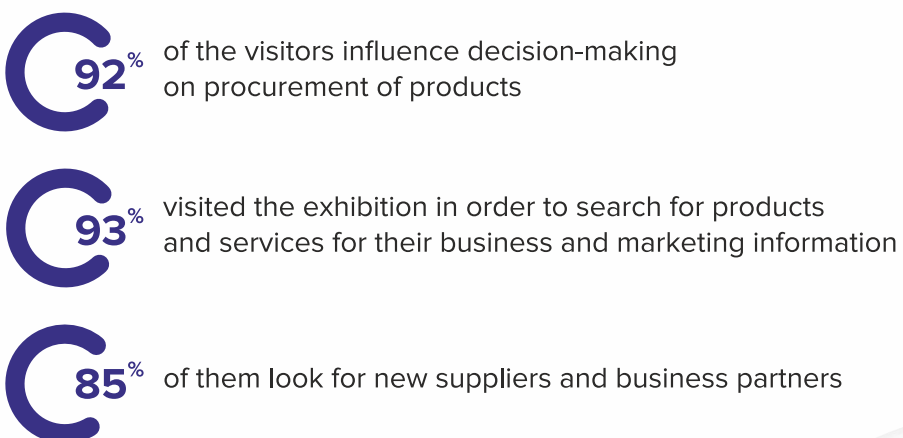 92%
of the visitors influence decision-making
on procurement of products
93%
visited the exhibition in order to search for products
and services for their business and marketing information
85%
of them look for new suppliers and business partners